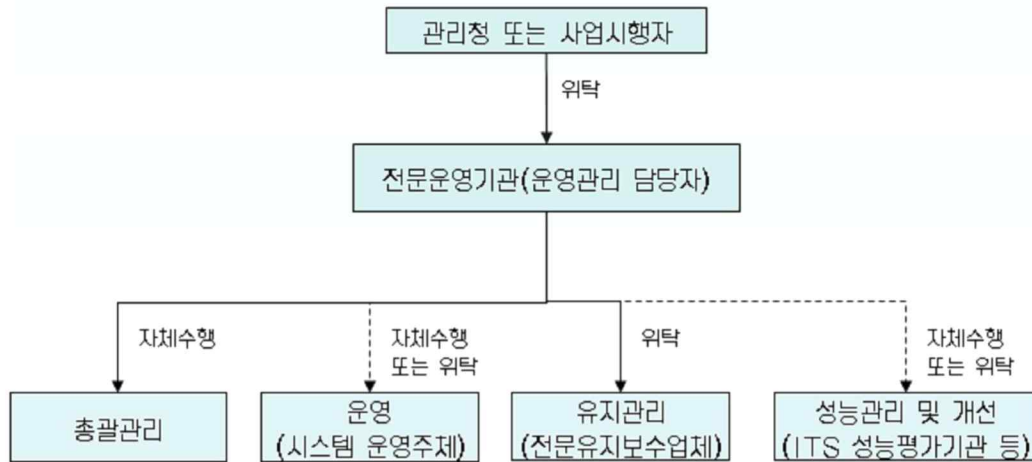 관리청 또는 사업시행자
위탁
전문운영기관(운영관리 담당자)
자체수행
자체수행
또는 위탁
위탁
자체수행
또는 위탁
총괄관리
운영
(시스템 운영주체)
유지관리
(전문유지보수업체)
성능관리 및 개선
(ITS 성능평가기관 등)